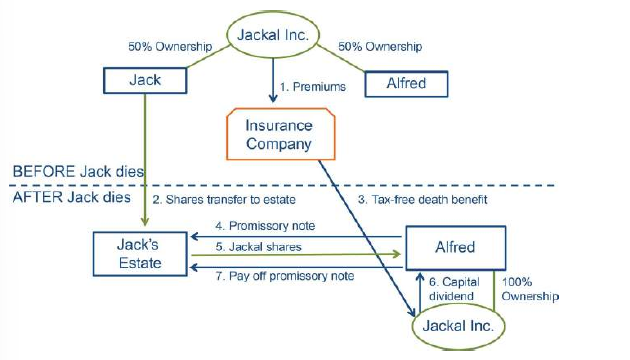 Jackal Inc.
50% Ownership
50% Ownership
Jack
1. Premiums
Alfred
Insurance
Company
BEFORE Jack dies
AFTER Jack dies
2. Shares transfer to estate
3. Tax-free death benefit
4. Promissory note
Jack's
Estate
5. Jackal shares
Alfred
7. Pay off promissory note
6. Capital
dividend
100%
Ownership
Jackal Inc.